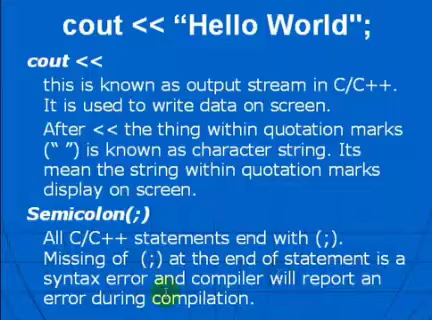 cout << “Hello World";
cout <<
this is known as output stream in C/C++.
It is used to write data on screen.
After << the thing within quotation marks
(“ ”) is known as character string. Its
mean the string within quotation marks
display on screen.
Semicolon(;)
All C/C++ statements end with (;).
Missing of (;) at the end of statement is a
syntax error and compiler will report an
error during compilation.